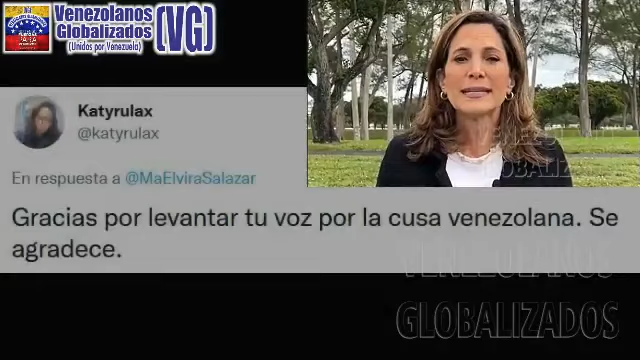 Venezolanos
Globalizados
(Unidos por Venezuela)
(VG)
Katyrulax
@katyrulax
En respuesta a @MaElviraSalazar
Gracias por levantar tu voz por la cusa venezolana. Se
agradece.
VENEZOLANOS
GLOBALIZADOS